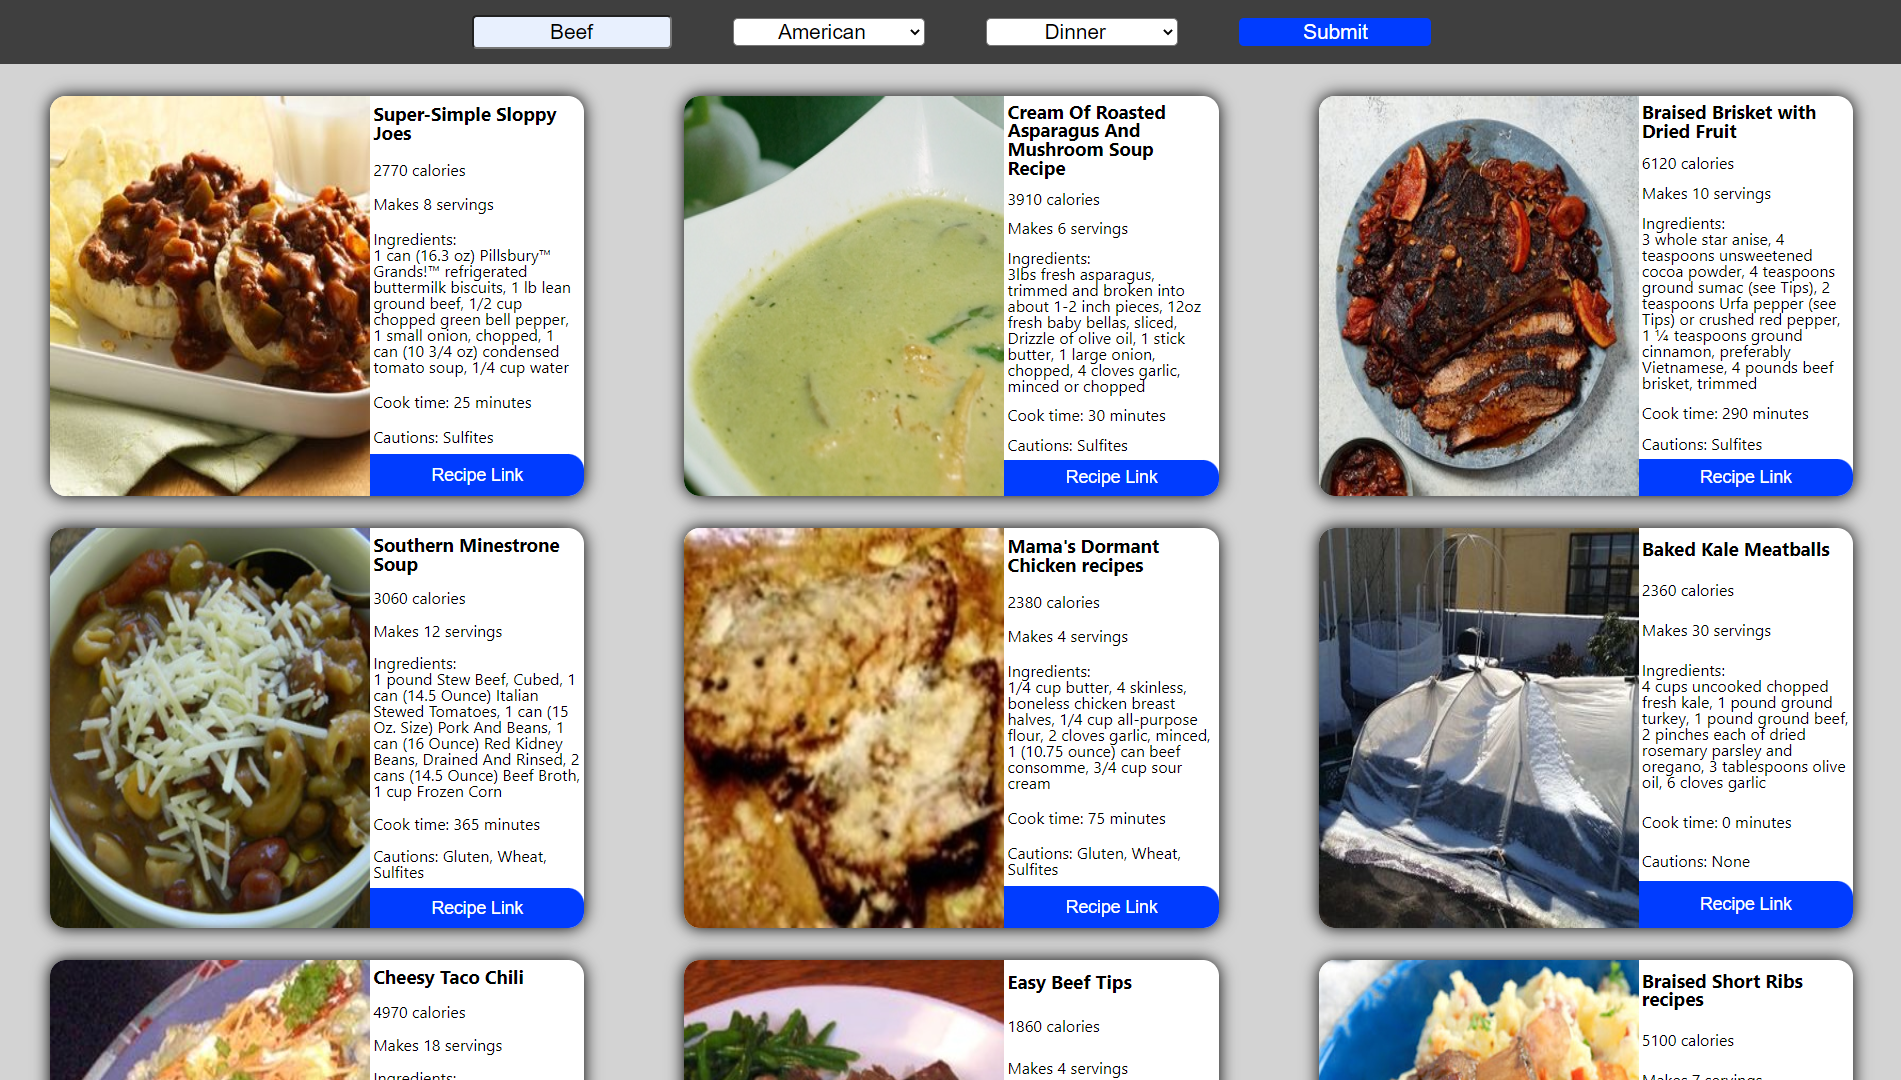 Beef
American
Dinner
Submit
Super-Simple Sloppy
Joes
2770 calories
Makes 8 servings
Ingredients:
1 can (16.3 oz) Pillsbury™
Grands!™ refrigerated
buttermilk biscuits, 1 lb lean
ground beef, 1/2 cup
chopped green bell pepper,
1 small onion, chopped, 1
can (10 3/4 oz) condensed
tomato soup, 1/4 cup water
Cook time: 25 minutes
Cautions: Sulfites
Recipe Link
Cream Of Roasted
Asparagus And
Mushroom Soup
Recipe
3910 calories
Makes 6 servings
Ingredients:
3lbs fresh asparagus,
trimmed and broken into
about 1-2 inch pieces, 12oz
fresh baby bellas, sliced,
Drizzle of olive oil, 1 stick
butter, 1 large onion,
chopped, 4 cloves garlic,
minced or chopped
Cook time: 30 minutes
Cautions: Sulfites
Recipe Link
Braised Brisket with
Dried Fruit
6120 calories
Makes 10 servings
Ingredients:
3 whole star anise, 4
teaspoons unsweetened
cocoa powder, 4 teaspoons
ground sumac (see Tips), 2
teaspoons Urfa pepper (see
Tips) or crushed red pepper,
1 ¼ teaspoons ground
cinnamon, preferably
Vietnamese, 4 pounds beef
brisket, trimmed
Cook time: 290 minutes
Cautions: Sulfites
Recipe Link
Southern Minestrone
Soup
3060 calories
Makes 12 servings
Ingredients:
1 pound Stew Beef, Cubed, 1
can (14.5 Ounce) Italian
Stewed Tomatoes, 1 can (15
Oz. Size) Pork And Beans, 1
can (16 Ounce) Red Kidney
Beans, Drained And Rinsed, 2
cans (14.5 Ounce) Beef Broth,
1 cup Frozen Corn
Cook time: 365 minutes
Cautions: Gluten, Wheat,
Sulfites
Recipe Link
Mama's Dormant
Chicken recipes
2380 calories
Makes 4 servings
Ingredients:
1/4 cup butter, 4 skinless,
boneless chicken breast
halves, 1/4 cup all-purpose
flour, 2 cloves garlic, minced,
1 (10.75 ounce) can beef
consomme, 3/4 cup sour
cream
Cook time: 75 minutes
Cautions: Gluten, Wheat,
Sulfites
Recipe Link
Baked Kale Meatballs
2360 calories
Makes 30 servings
Ingredients:
4 cups uncooked chopped
fresh kale, 1 pound ground
turkey, 1 pound ground beef,
2 pinches each of dried
rosemary parsley and
oregano, 3 tablespoons olive
oil, 6 cloves garlic
Cook time: 0 minutes
Cautions: None
Recipe Link
Cheesy Taco Chili
4970 calories
Makes 18 servings
Ingredients:
Easy Beef Tips
1860 calories
Makes 4 servings
Braised Short Ribs
recipes
5100 calories
Makes 7 servings